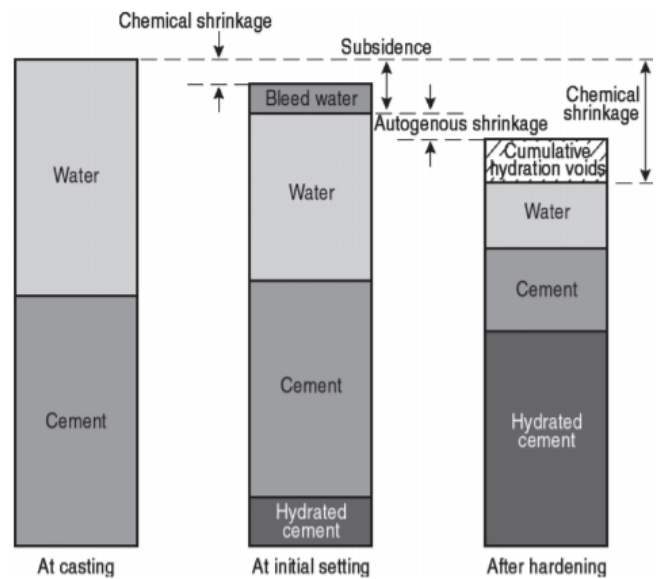 Chemical shrinkage
Subsidence
Bleed water
Autogenous shrinkage
Chemical
shrinkage
Cumulative
hydration voids
Water
Water
Water
Cement
Cement
Cement
Hydrated
cement
Hydrated
cement
At casting
At initial setting
After hardening